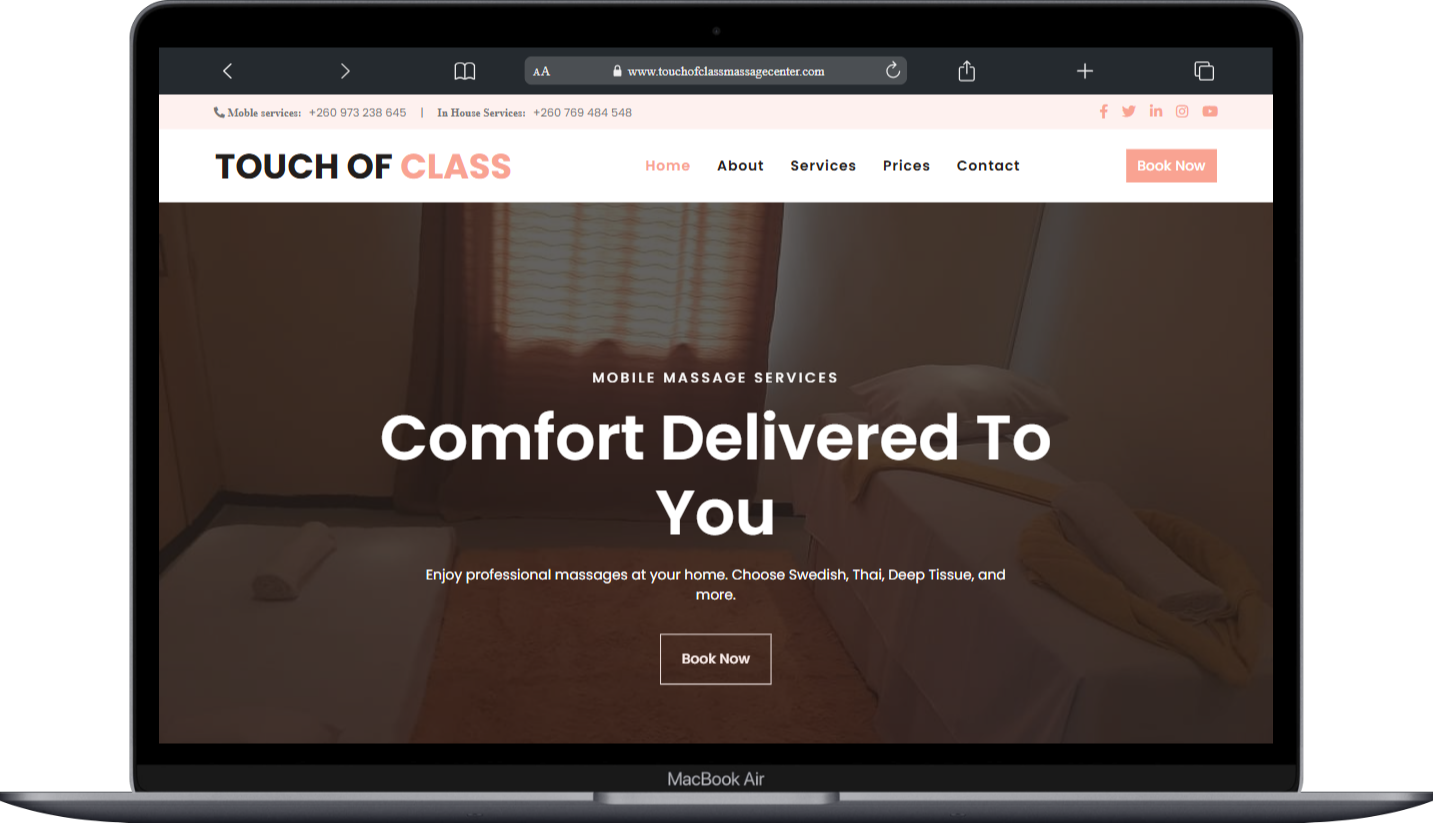 AA www.touchofclassmassagecenter.com
Moble services: +260 973 238 645 | In House Services: +260 769 484 548
TOUCH OF CLASS Home About Services Prices Contact Book Now
MOBILE MASSAGE SERVICES
Comfort Delivered To
You
Enjoy professional massages at your home. Choose Swedish, Thai, Deep Tissue, and
more.
Book Now
MacBook Air